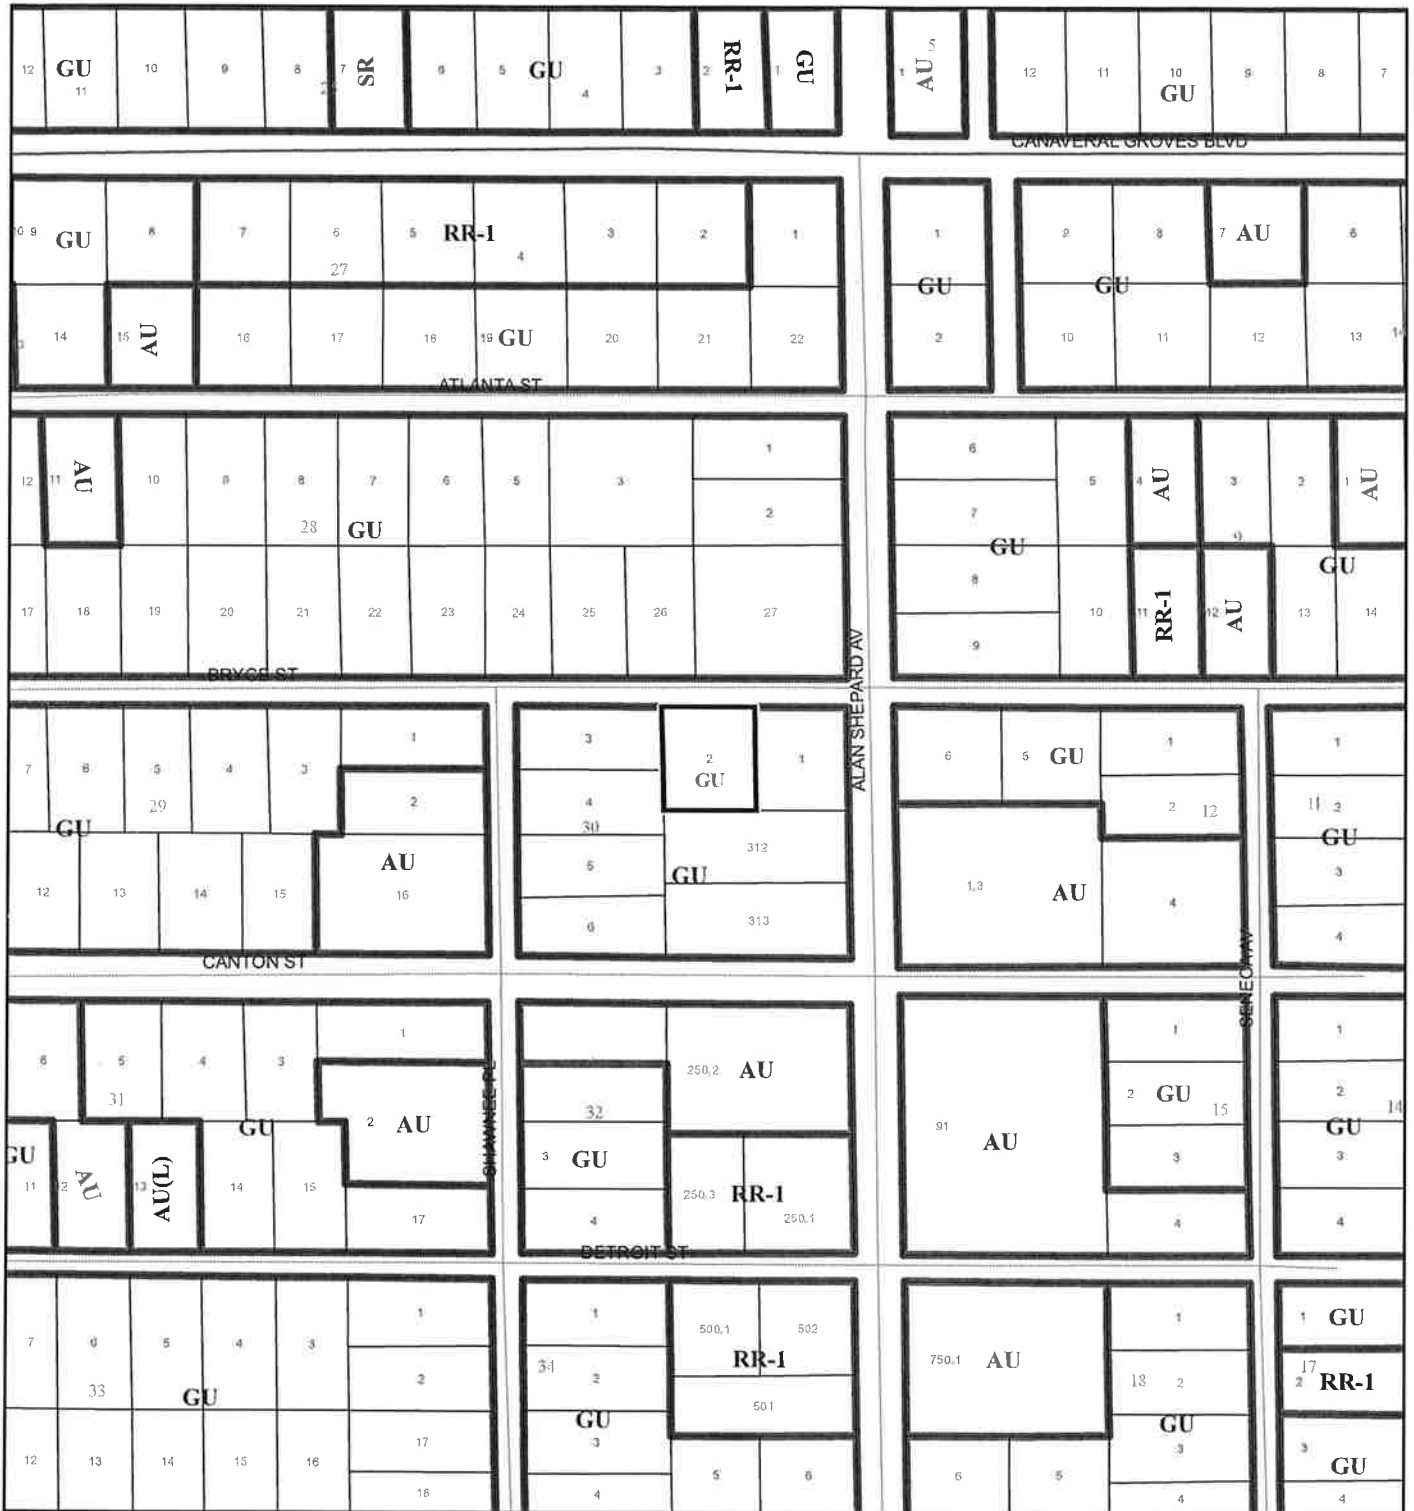 12 GU 10 9 8 7 SR 6 5 GU 3 2 RR-1 1 GU 1 AU 5 12 11 10 9 8 7
11 4 GU
CANAVERAL GROVES BLVD
9 GU 8 7 6 5 RR-1 4 3 2 1 1 9 8 7 AU 6
27
GU GU
14 15 AU 16 17 18 19 GU 20 21 22 2 10 11 12 13 14
ATLANTA ST
12 11 AU 10 9 8 7 6 5 3 1 6 5 4 AU 3 2 1 AU
28 GU 2 7 9
GU GU
17 18 19 20 21 22 23 24 25 26 27 8 10 11 RR-1 12 AU 13 14
9
BRYCE ST
ALAN SHEPARD AV
7 6 5 4 3 1 3 2 1 6 5 GU 1 1
29 2 4 GU 2 12 11 2
GU 30 GU
12 13 14 15 AU 5 GU 312 1,3 AU 4 3
16 6 313 4
CANTON ST
SENECA AV
6 5 4 3 1 250,2 AU 1 1
31 2 AU 32 2 GU 15 2 14
GU GU 91 AU GU
11 12 AU 13 AU(L) 14 15 3 GU 250,3 RR-1 3 3
17 4 250,1 4 4
SHAWNEE PL
DETROIT ST
7 6 5 4 3 1 1 500,1 502 1 1 GU
33 GU 2 34 2 RR-1 750,1 AU 18 2 17
501 2 RR-1
12 13 14 15 16 17 GU 3 GU 3 3 GU
18 4 5 6 6 5 4 4